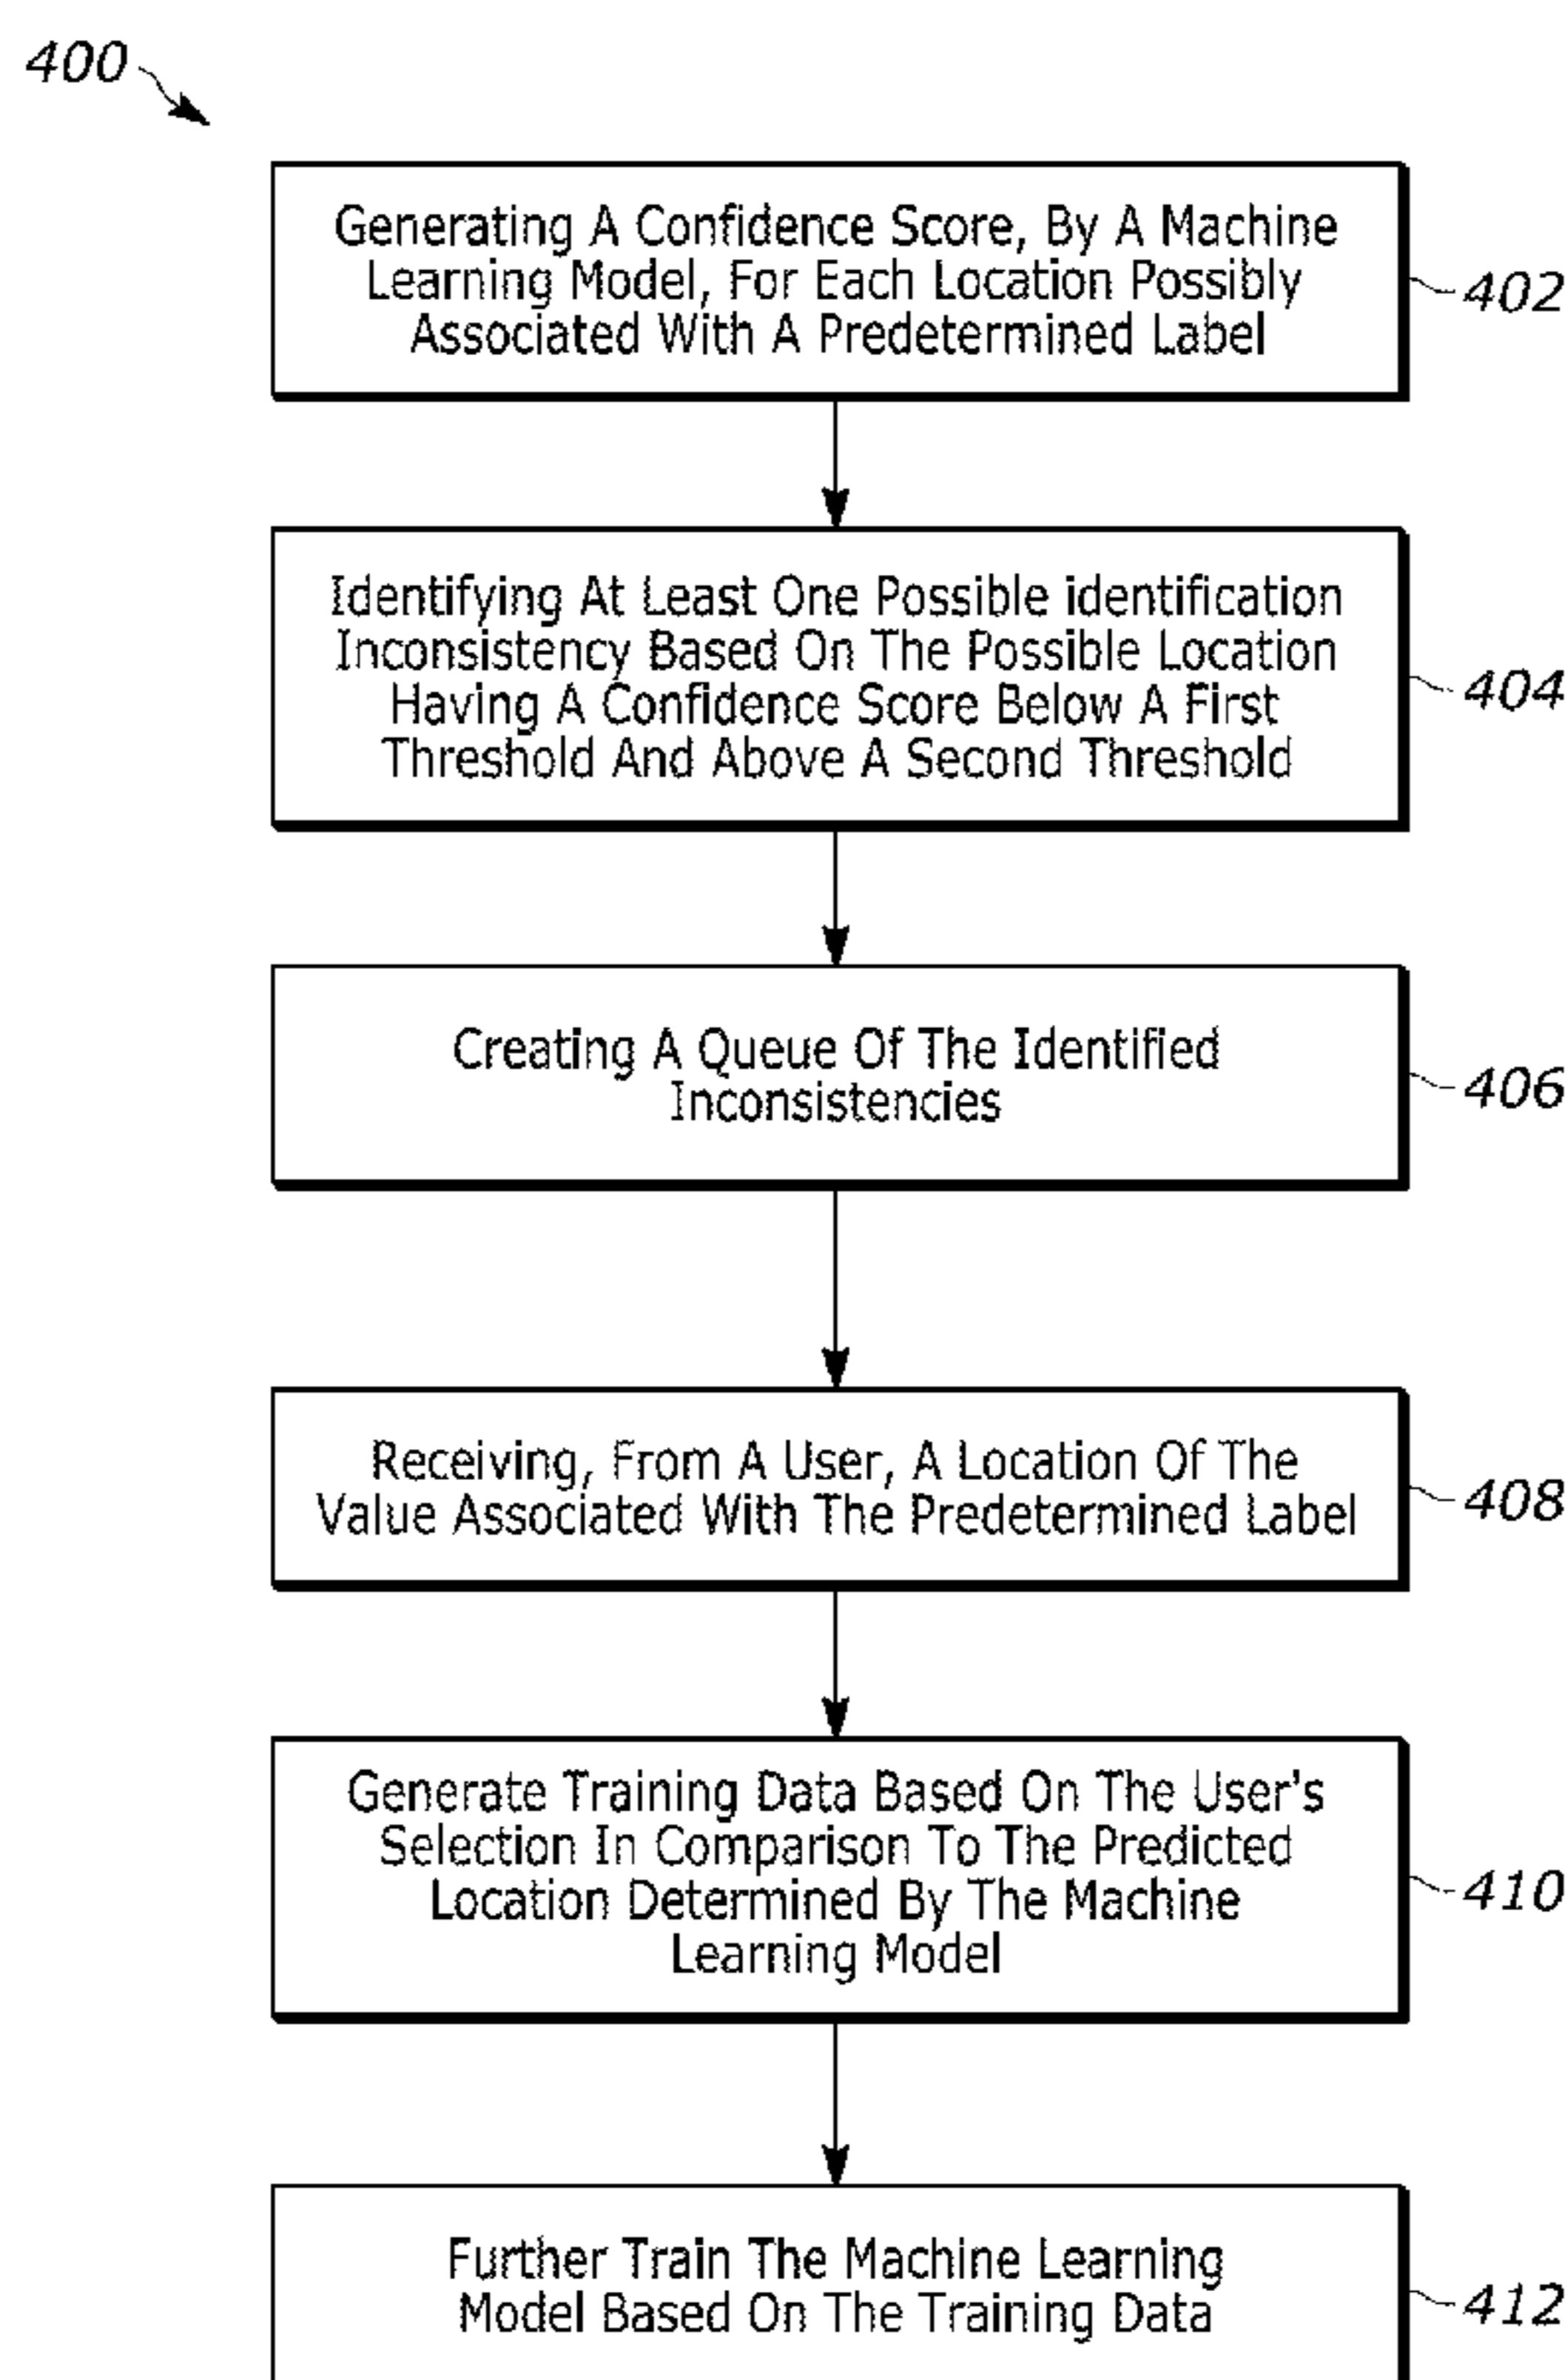 400
Generating A Confidence Score, By A Machine
Learning Model, For Each Location Possibly
Associated With A Predetermined Label
402
Identifying At Least One Possible identification
Inconsistency Based On The Possible Location
Having A Confidence Score Below A First
Threshold And Above A Second Threshold
404
Creating A Queue Of The Identified
Inconsistencies
406
Receiving, From A User, A Location Of The
Value Associated With The Predetermined Label
408
Generate Training Data Based On The User's
Selection In Comparison To The Predicted
Location Determined By The Machine
Learning Model
410
Further Train The Machine Learning
Model Based On The Training Data
412